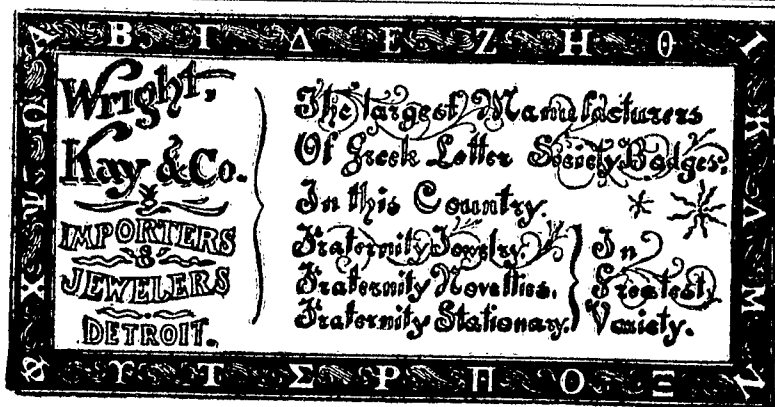 Α Β Γ Δ Ε Ζ Η Θ Ι
Κ Λ Μ
Ν Ξ Ο Π Ρ Σ Τ Υ Φ
Χ Ψ Ω
Wright,
Kay & Co.
IMPORTERS
&
JEWELERS
DETROIT.
The largest Manufacturers
Of Greek Letter Society Badges,
In this Country.
Fraternity Jewelry.
Fraternity Novelties.
Fraternity Stationary.
In
Greatest
Variety.